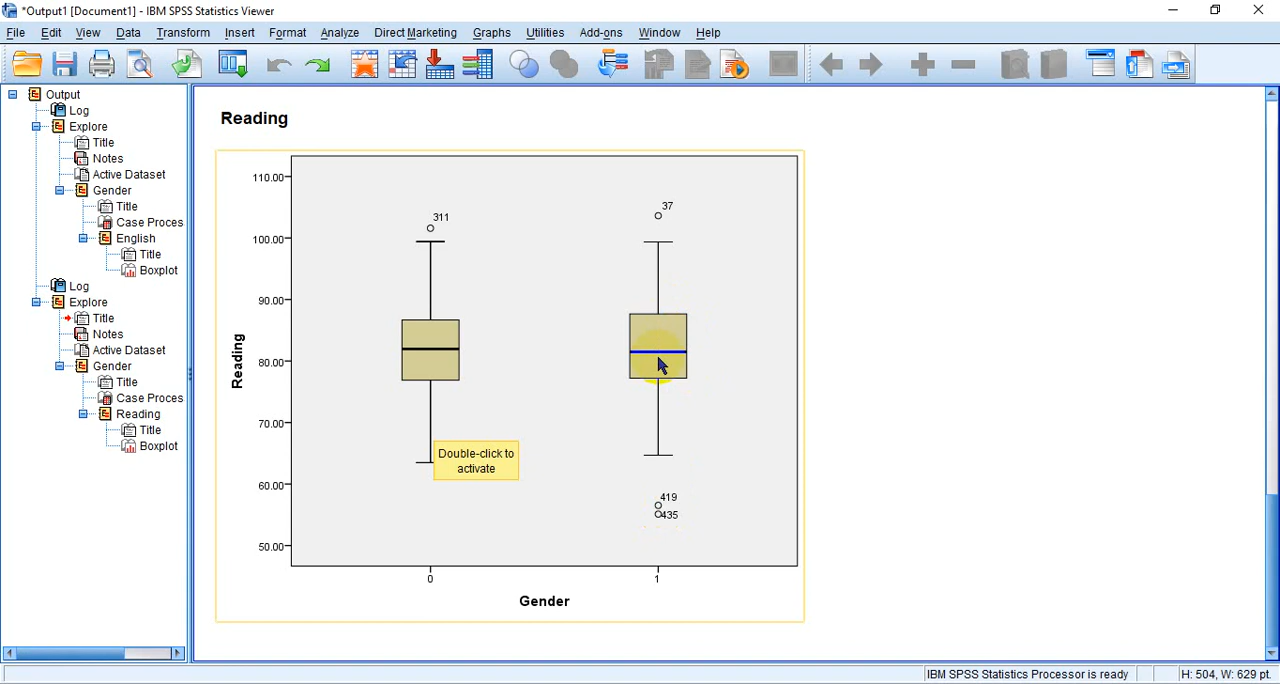 *Output1 [Document1] - IBM SPSS Statistics Viewer
File Edit View Data Transform Insert Format Analyze Direct Marketing Graphs Utilities Add-ons Window Help
Output
Log
Explore
Title
Notes
Active Dataset
Gender
Title
Case Proces
English
Title
Boxplot
Log
Explore
Title
Notes
Active Dataset
Gender
Title
Case Proces
Reading
Title
Boxplot
Reading
110.00
100.00
90.00
80.00
70.00
60.00
50.00
Reading
311
37
419
435
Double-click to
activate
0 1
Gender
IBM SPSS Statistics Processor is ready H: 504, W: 629 pt.